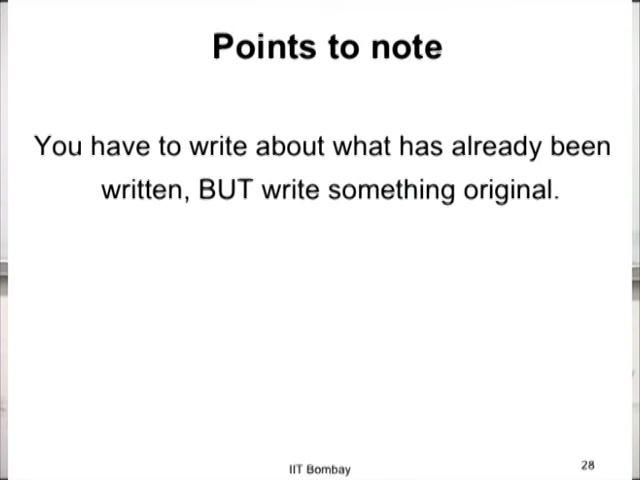 Points to note
You have to write about what has already been
written, BUT write something original.
IIT Bombay
28